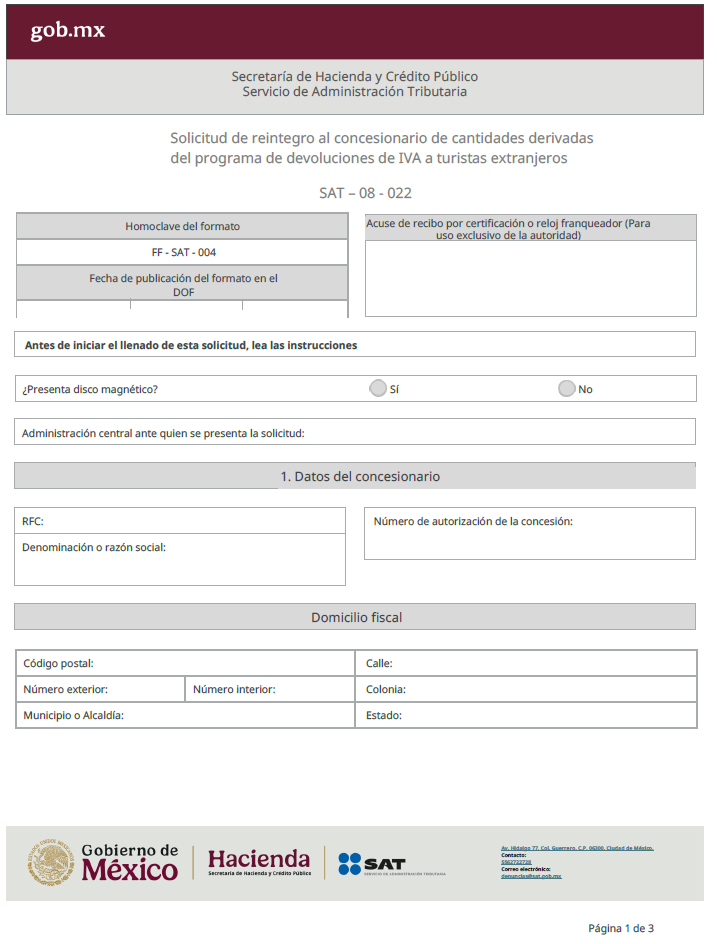 gob.mx
Secretaría de Hacienda y Crédito Público
Servicio de Administración Tributaria
Solicitud de reintegro al concesionario de cantidades derivadas
del programa de devoluciones de IVA a turistas extranjeros
SAT – 08 - 022
Homoclave del formato
FF - SAT - 004
Fecha de publicación del formato en el
DOF
Acuse de recibo por certificación o reloj franqueador (Para
uso exclusivo de la autoridad)
Antes de iniciar el llenado de esta solicitud, lea las instrucciones
¿Presenta disco magnético? Sí No
Administración central ante quien se presenta la solicitud:
1. Datos del concesionario
RFC:
Denominación o razón social:
Número de autorización de la concesión:
Domicilio fiscal
Código postal: Calle:
Número exterior: Número interior: Colonia:
Municipio o Alcaldía: Estado:
Gobierno de
México
Hacienda
Secretaría de Hacienda y Crédito Público
SAT
SERVICIO DE ADMINISTRACIÓN TRIBUTARIA
Av. Hidalgo 77, Col. Guerrero, C.P. 06300, Ciudad de México.
Contacto:
5562722728
Correo electrónico:
denuncias@sat.gob.mx
Página 1 de 3